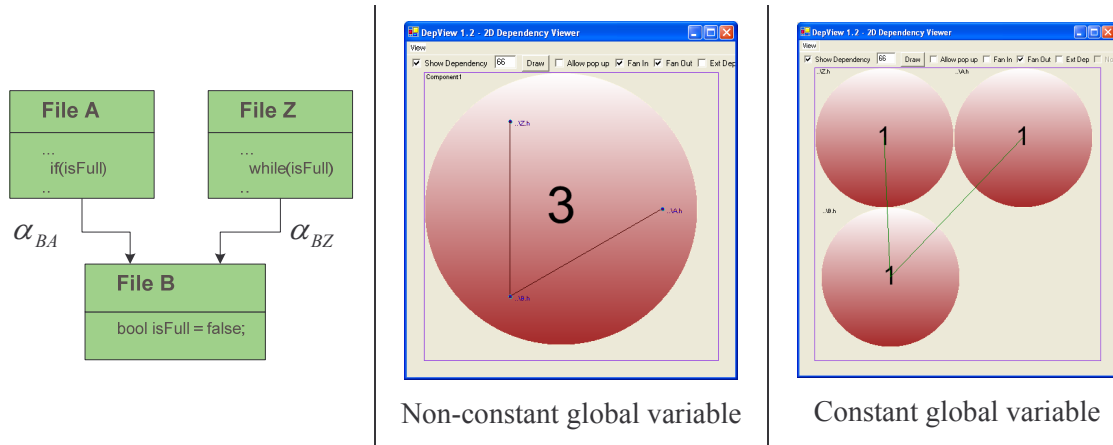 File A
...
if(isFull)
..
File Z
...
while(isFull)
..
αBA
αBZ
File B
bool isFull = false;
DepView 1.2 - 2D Dependency Viewer
View
Show Dependency 66 Draw Allow pop up Fan In Fan Out Ext Dep
Component1
..\Z.h
3
..\A.h
..\B.h
Non-constant global variable
DepView 1.2 - 2D Dependency Viewer
View
Show Dependency 66 Draw Allow pop up Fan In Fan Out Ext Dep No
..\Z.h ..\A.h
1 1
..\B.h
1
Constant global variable